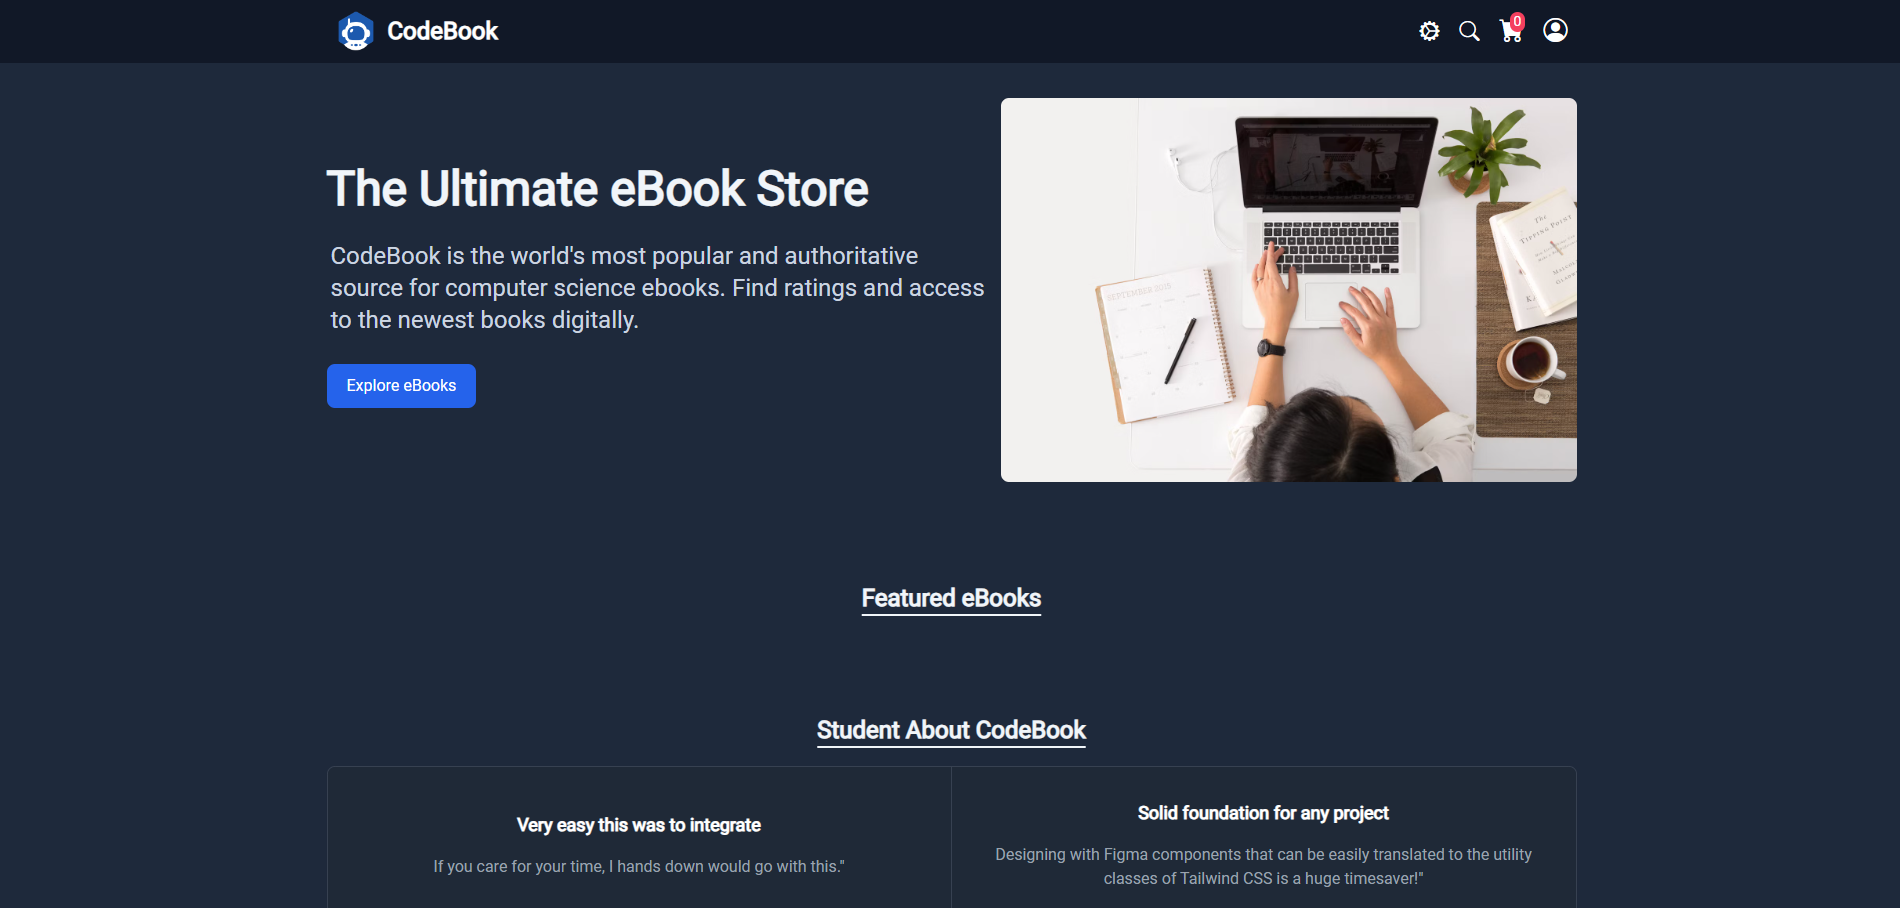 CodeBook
0
The Ultimate eBook Store
CodeBook is the world's most popular and authoritative
source for computer science ebooks. Find ratings and access
to the newest books digitally.
Explore eBooks
SEPTEMBER 2015
The
TIPPING POINT
Featured eBooks
Student About CodeBook
Very easy this was to integrate
If you care for your time, I hands down would go with this."
Solid foundation for any project
Designing with Figma components that can be easily translated to the utility
classes of Tailwind CSS is a huge timesaver!"